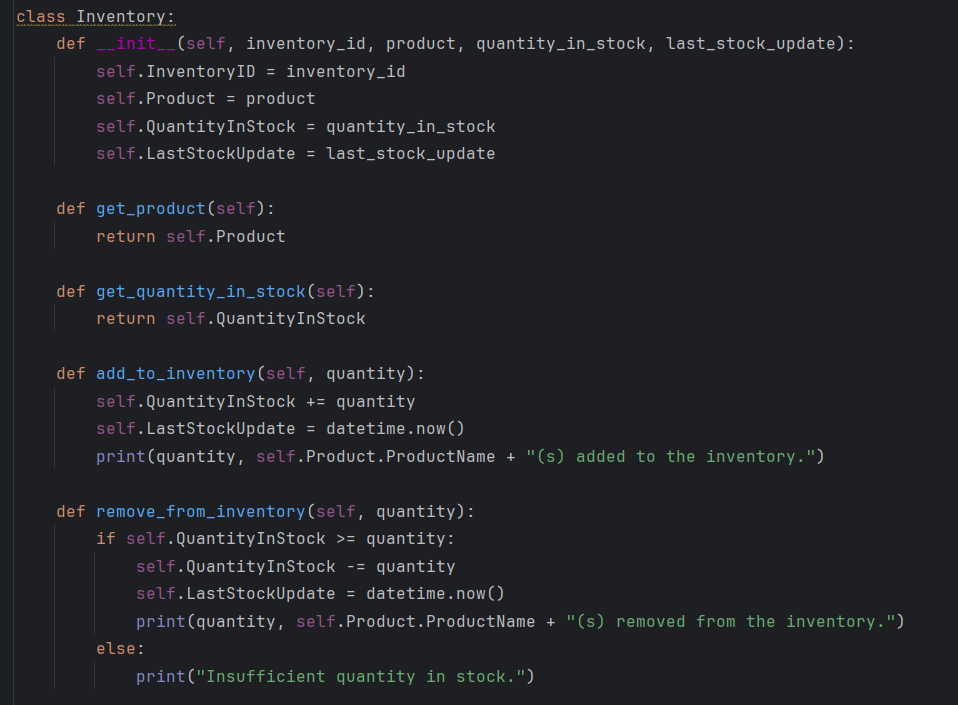 class Inventory:
    def __init__(self, inventory_id, product, quantity_in_stock, last_stock_update):
        self.InventoryID = inventory_id
        self.Product = product
        self.QuantityInStock = quantity_in_stock
        self.LastStockUpdate = last_stock_update

    def get_product(self):
        return self.Product

    def get_quantity_in_stock(self):
        return self.QuantityInStock

    def add_to_inventory(self, quantity):
        self.QuantityInStock += quantity
        self.LastStockUpdate = datetime.now()
        print(quantity, self.Product.ProductName + "(s) added to the inventory.")

    def remove_from_inventory(self, quantity):
        if self.QuantityInStock >= quantity:
            self.QuantityInStock -= quantity
            self.LastStockUpdate = datetime.now()
            print(quantity, self.Product.ProductName + "(s) removed from the inventory.")
        else:
            print("Insufficient quantity in stock.")